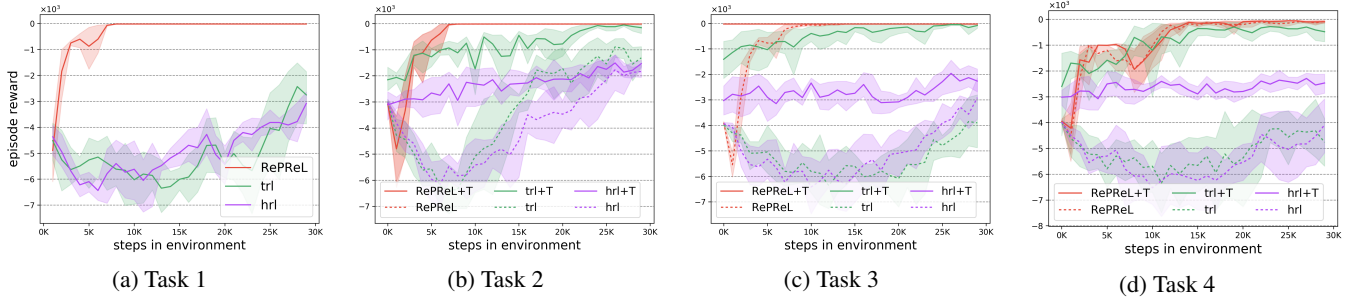 ×10³
0
−1
−2
−3
−4
−5
−6
−7
episode reward
RePReL
trl
hrl
0K 5K 10K 15K 20K 25K 30K
steps in environment
(a) Task 1
×10³
0
−1
−2
−3
−4
−5
−6
−7
RePReL+T trl+T hrl+T
RePReL trl hrl
0K 5K 10K 15K 20K 25K 30K
steps in environment
(b) Task 2
×10³
0
−1
−2
−3
−4
−5
−6
−7
RePReL+T trl+T hrl+T
RePReL trl hrl
0K 5K 10K 15K 20K 25K 30K
steps in environment
(c) Task 3
×10³
0
−1
−2
−3
−4
−5
−6
−7
−8
RePReL+T trl+T hrl+T
RePReL trl hrl
0K 5K 10K 15K 20K 25K 30K
steps in environment
(d) Task 4